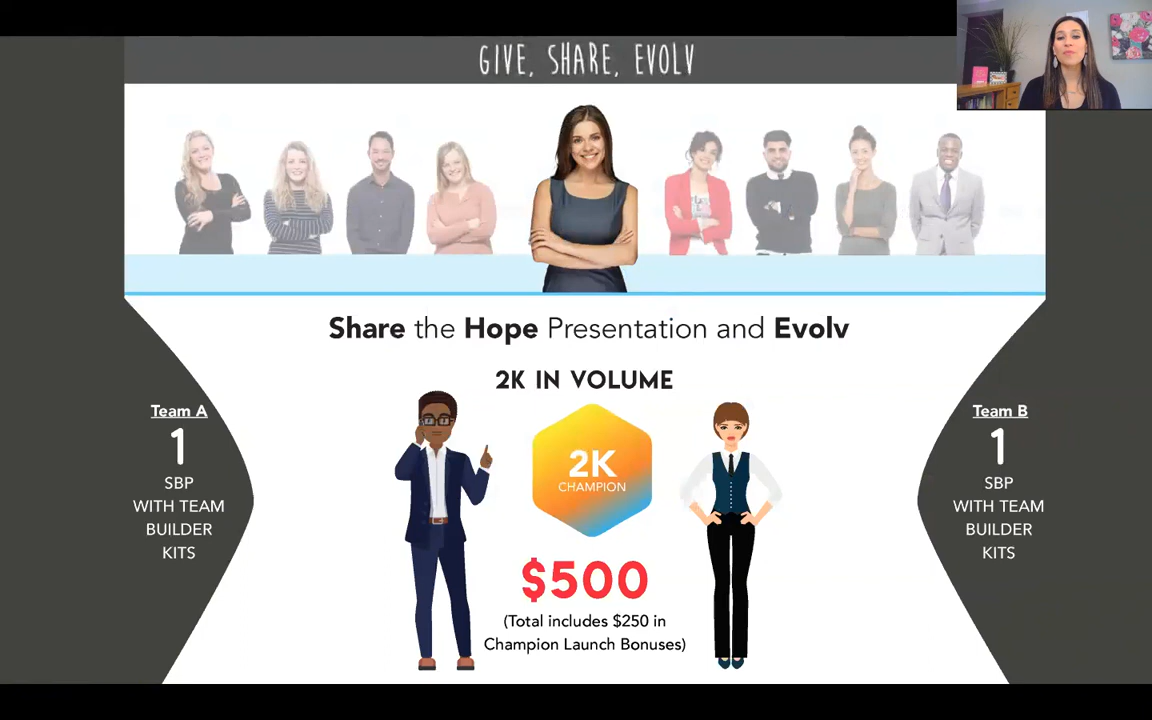 GIVE, SHARE, EVOLV
Share the Hope Presentation and Evolv
2K IN VOLUME
Team A
1
SBP
WITH TEAM
BUILDER
KITS
2K
CHAMPION
$500
(Total includes $250 in
Champion Launch Bonuses)
Team B
1
SBP
WITH TEAM
BUILDER
KITS